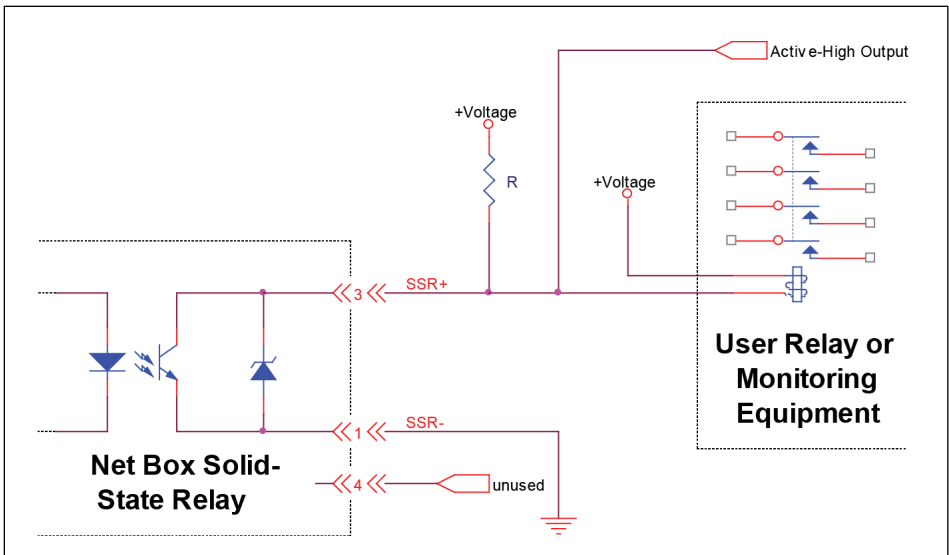 Active-High Output
+Voltage
R
+Voltage
3
SSR+
User Relay or
Monitoring
Equipment
1
SSR-
Net Box Solid-
State Relay
4
unused